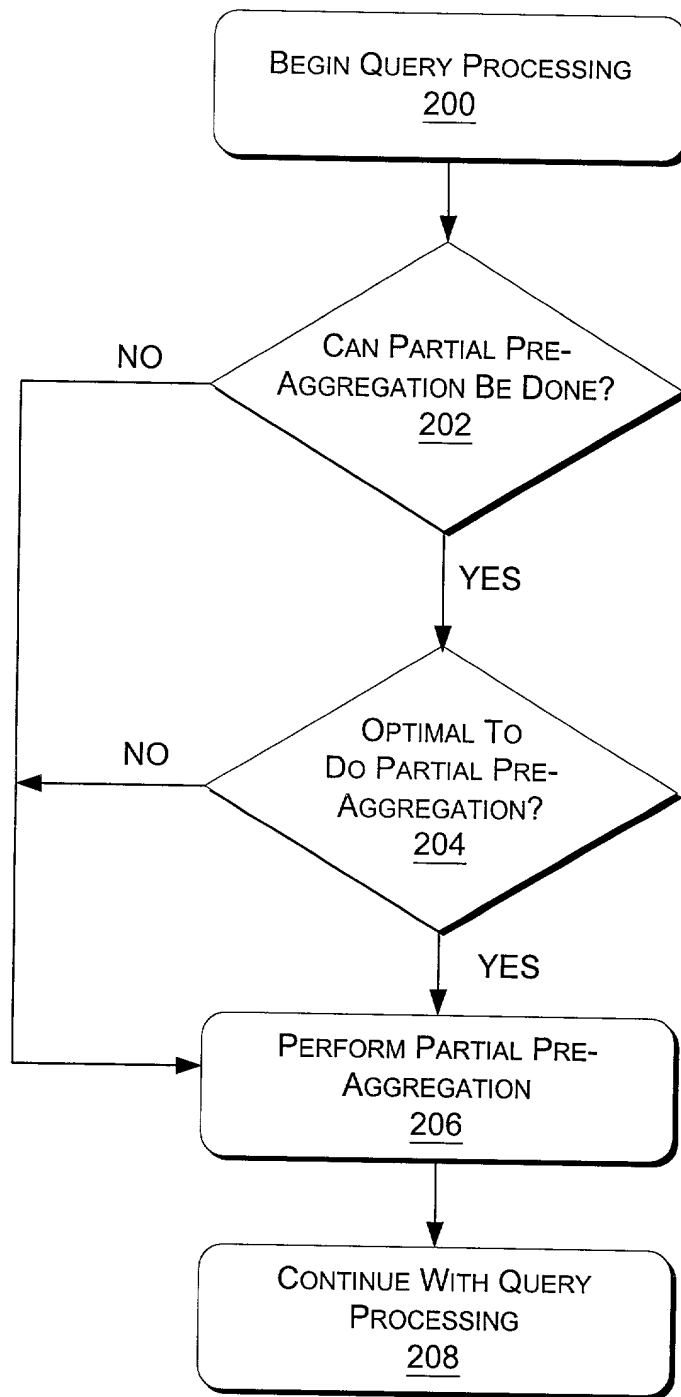 BEGIN QUERY PROCESSING
200
CAN PARTIAL PRE-
AGGREGATION BE DONE?
202
NO
YES
OPTIMAL TO
DO PARTIAL PRE-
AGGREGATION?
204
NO
YES
PERFORM PARTIAL PRE-
AGGREGATION
206
CONTINUE WITH QUERY
PROCESSING
208